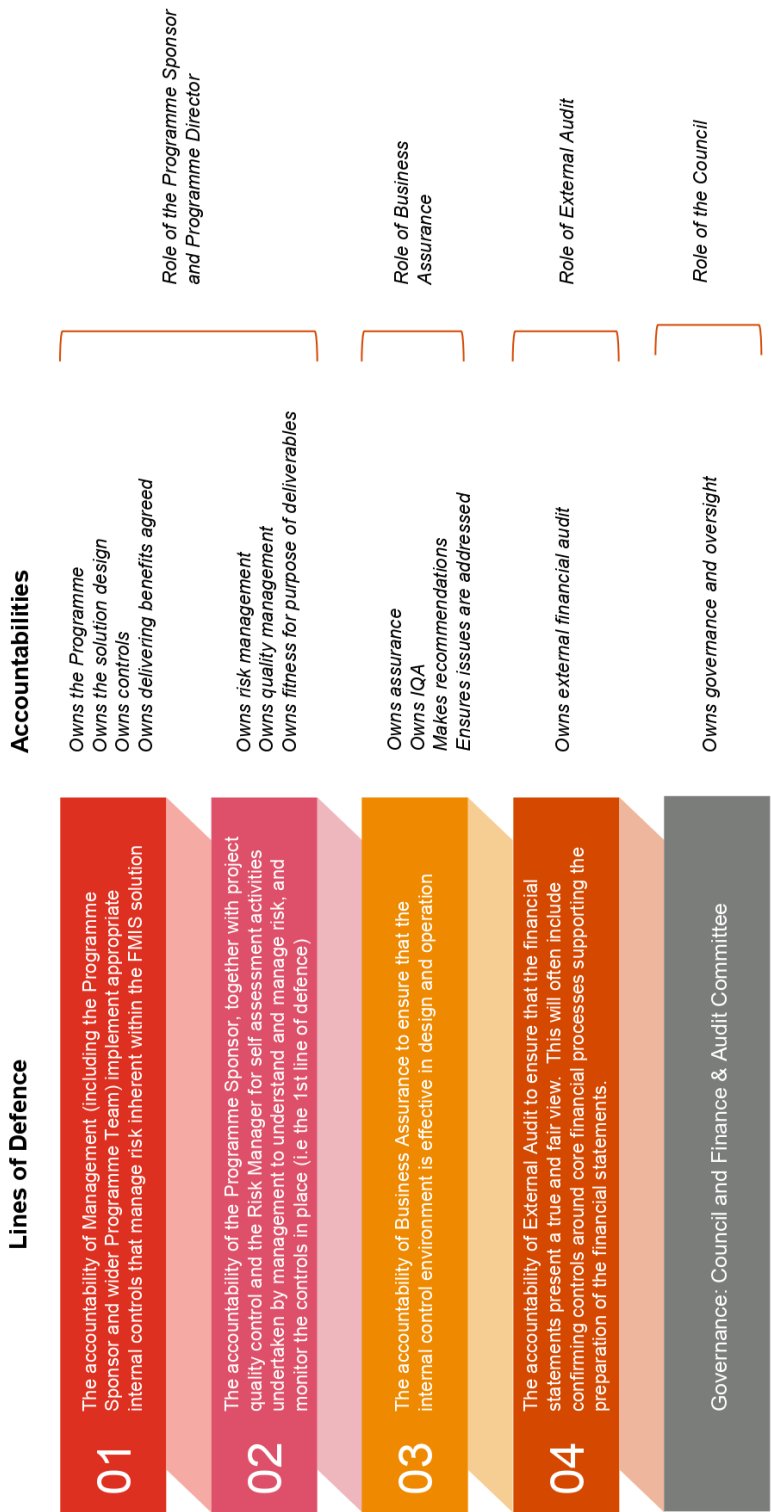 Lines of Defence
Accountabilities
01
The accountability of Management (including the Programme
Sponsor and wider Programme Team) implement appropriate
internal controls that manage risk inherent within the FMIS solution
Owns the Programme
Owns the solution design
Owns controls
Owns delivering benefits agreed
Role of the Programme Sponsor
and Programme Director
02
The accountability of the Programme Sponsor, together with project
quality control and the Risk Manager for self assessment activities
undertaken by management to understand and manage risk, and
monitor the controls in place (i.e the 1st line of defence)
Owns risk management
Owns quality management
Owns fitness for purpose of deliverables
03
The accountability of Business Assurance to ensure that the
internal control environment is effective in design and operation
Owns assurance
Owns IQA
Makes recommendations
Ensures issues are addressed
Role of Business
Assurance
04
The accountability of External Audit to ensure that the financial
statements present a true and fair view.  This will often include
confirming controls around core financial processes supporting the
preparation of the financial statements.
Owns external financial audit
Role of External Audit
Governance: Council and Finance & Audit Committee
Owns governance and oversight
Role of the Council